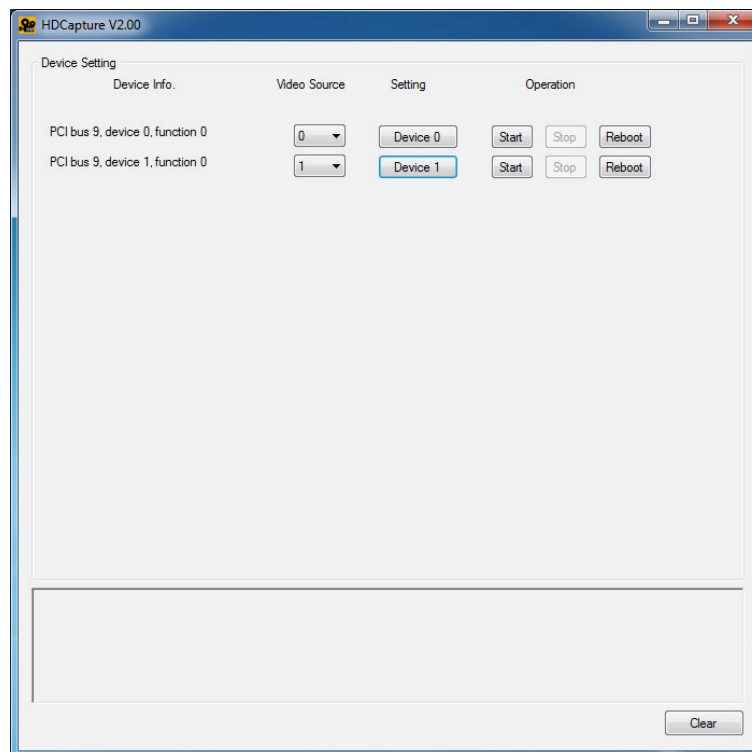 HDCapture V2.00
Device Setting
Device Info. Video Source Setting Operation
PCI bus 9, device 0, function 0 0 Device 0 Start Stop Reboot
PCI bus 9, device 1, function 0 1 Device 1 Start Stop Reboot
Clear